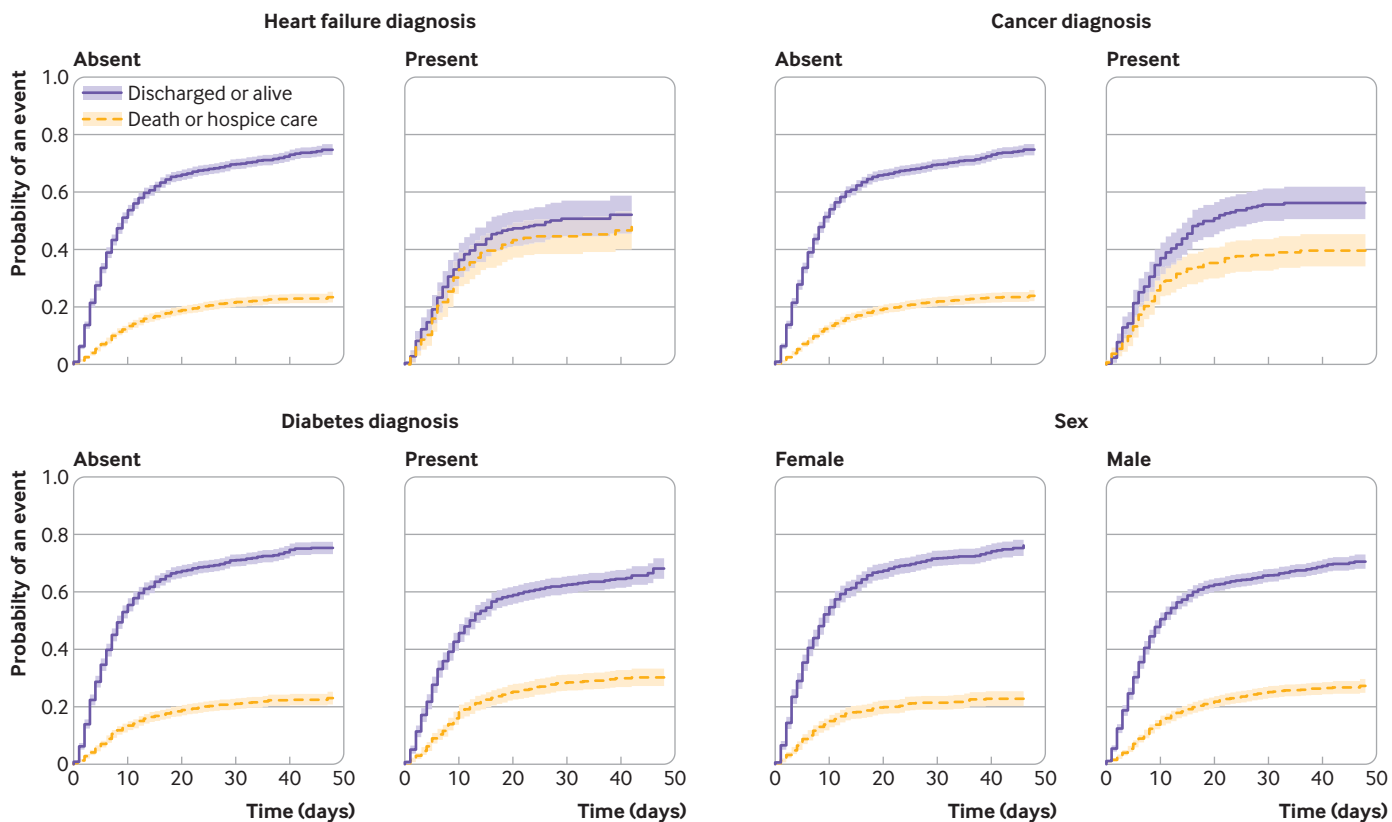 Heart failure diagnosis
Absent
Present
Probabilty of an event
1.0
0.8
0.6
0.4
0.2
0
Discharged or alive
Death or hospice care
Cancer diagnosis
Absent
Present
Diabetes diagnosis
Absent
Present
Probabilty of an event
1.0
0.8
0.6
0.4
0.2
0
0 10 20 30 40 50
Time (days)
0 10 20 30 40 50
Time (days)
Sex
Female
Male
0 10 20 30 40 50
Time (days)
0 10 20 30 40 50
Time (days)